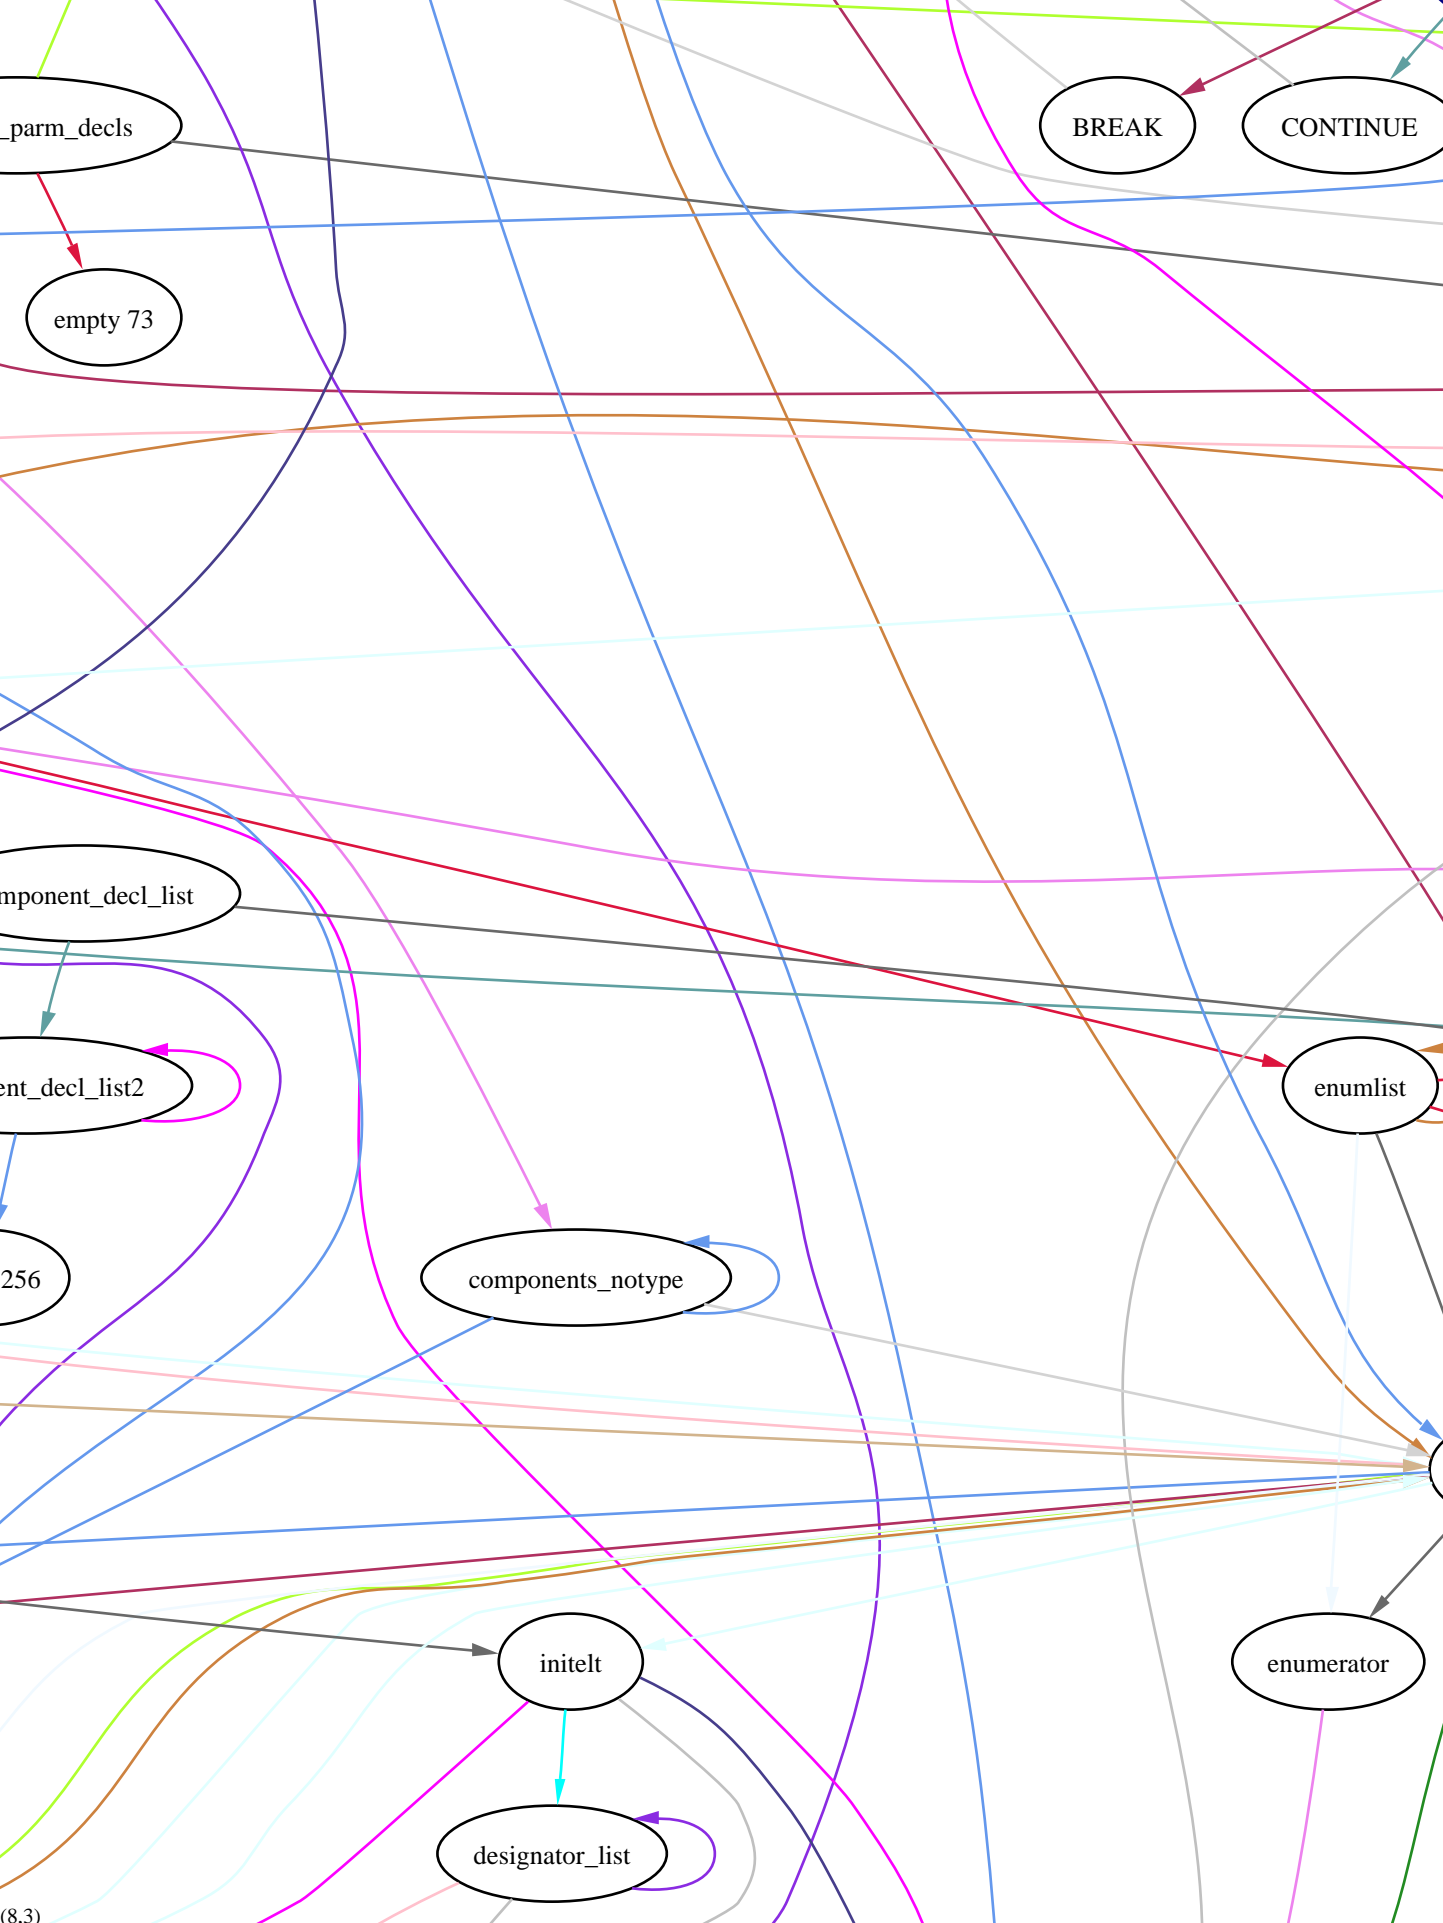 _parm_decls
BREAK
CONTINUE
empty 73
mponent_decl_list
ent_decl_list2
enumlist
256
components_notype
initelt
enumerator
designator_list
(8,3)